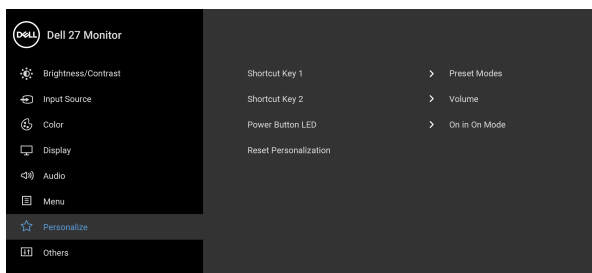 DELL Dell 27 Monitor
Brightness/Contrast
Input Source
Color
Display
Audio
Menu
Personalize
Others
Shortcut Key 1 > Preset Modes
Shortcut Key 2 > Volume
Power Button LED > On in On Mode
Reset Personalization